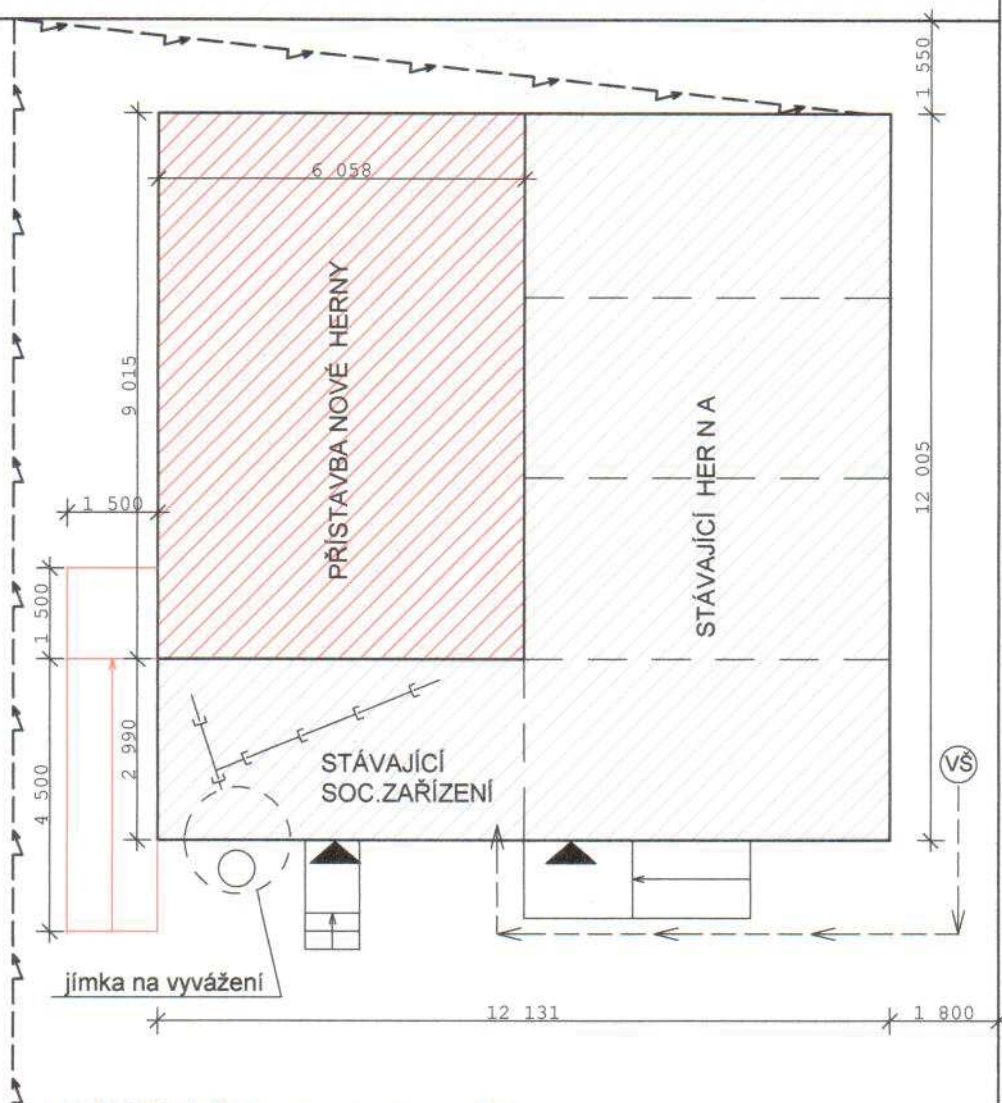 1 550
6 058
PŘÍSTAVBA NOVÉ HERNY
9 015
STÁVAJÍCÍ HER N A
12 005
1 500
1 500
2 990
4 500
STÁVAJÍCÍ
SOC.ZAŘÍZENÍ
VŠ
jímka na vyvážení
12 131
1 800